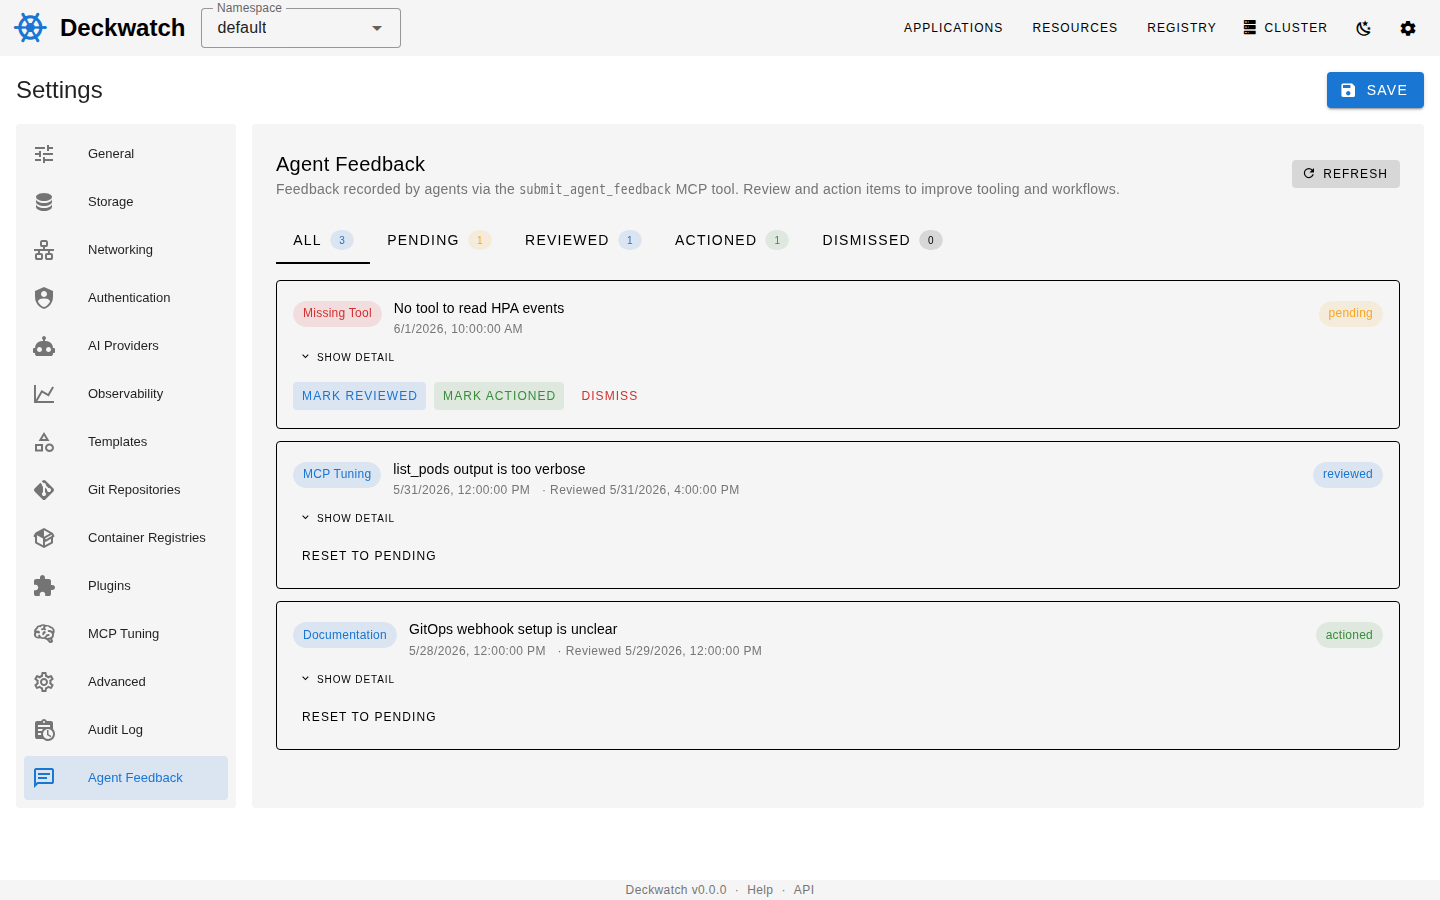 Deckwatch
Namespace
default
APPLICATIONS
RESOURCES
REGISTRY
CLUSTER
Settings
SAVE
General
Storage
Networking
Authentication
AI Providers
Observability
Templates
Git Repositories
Container Registries
Plugins
MCP Tuning
Advanced
Audit Log
Agent Feedback
Agent Feedback
Feedback recorded by agents via the submit_agent_feedback MCP tool. Review and action items to improve tooling and workflows.
REFRESH
ALL 3
PENDING 1
REVIEWED 1
ACTIONED 1
DISMISSED 0
Missing Tool
No tool to read HPA events
6/1/2026, 10:00:00 AM
pending
SHOW DETAIL
MARK REVIEWED
MARK ACTIONED
DISMISS
MCP Tuning
list_pods output is too verbose
5/31/2026, 12:00:00 PM · Reviewed 5/31/2026, 4:00:00 PM
reviewed
SHOW DETAIL
RESET TO PENDING
Documentation
GitOps webhook setup is unclear
5/28/2026, 12:00:00 PM · Reviewed 5/29/2026, 12:00:00 PM
actioned
SHOW DETAIL
RESET TO PENDING
Deckwatch v0.0.0 · Help · API